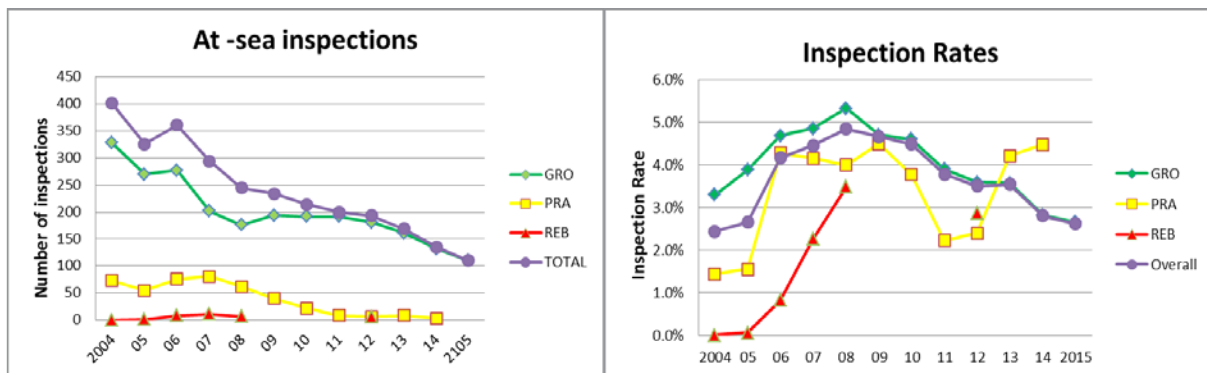 At -sea inspections
Number of inspections
450
400
350
300
250
200
150
100
50
0
2004 05 06 07 08 09 10 11 12 13 14 2105
GRO
PRA
REB
TOTAL
Inspection Rates
Inspection Rate
6.0%
5.0%
4.0%
3.0%
2.0%
1.0%
0.0%
2004 05 06 07 08 09 10 11 12 13 14 2015
GRO
PRA
REB
Overall